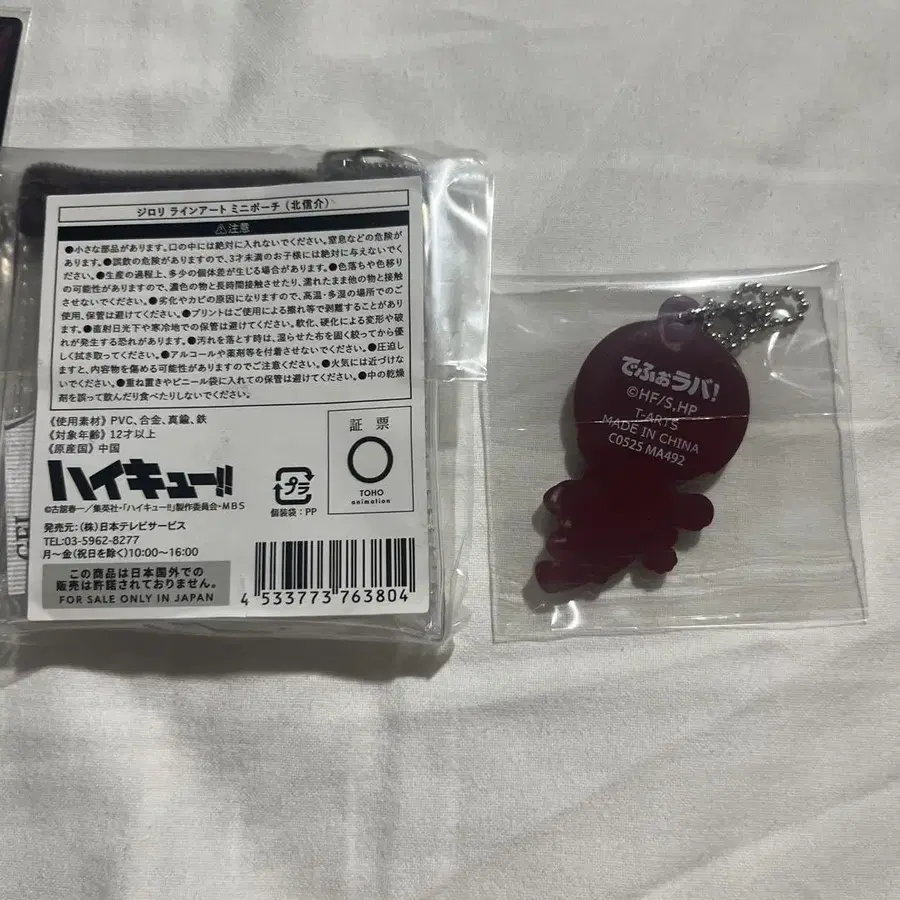 ジロリ ラインアート ミニポーチ （北信介）
⚠注意
●小さな部品があります。口の中には絶対に入れないでください。窒息などの危険が
あります。●誤飲の危険がありますので、3才未満のお子様には絶対に与えないでく
ださい。●生産の過程上、多少の個体差が生じる場合があります。●色落ちや色移り
の可能性がありますので、濃色の物と長時間接触させたり、濡れたまま他の物と接触
させないでください。●劣化やカビの原因になりますので、高温・多湿の場所でのご
使用、保管は避けてください。●プリントはご使用による擦れ等で剥離することがあり
ます。●直射日光下や寒冷地での保管は避けてください。軟化、硬化による変形や破
れが発生する恐れがあります。●汚れを落とす時は、湿らせた布を固く絞ってから優
しく拭き取ってください。●アルコールや薬剤等を付着させないでください。●圧迫しま
すと、内容物を傷める可能性がありますのでご注意ください。●火気には近づけな
いでください。●重ね置きやビニール袋に入れての保管は避けてください。●中の乾燥
剤を誤って飲んだり食べたりしないでください。
《使用素材》PVC、合金、真鍮、鉄
《対象年齢》12才以上
《原産国》中国
証票
TOHO
animation
ハイキュー!!
プラ
個装袋：PP
©古舘春一／集英社・「ハイキュー!!」製作委員会・MBS
発売元：（株）日本テレビサービス
TEL:03-5962-8277
月～金（祝日を除く）10:00～16:00
この商品は日本国外での
販売は許諾されておりません。
FOR SALE ONLY IN JAPAN
4 533773 763804
でふぉラバ！
©HF/S,HP
T-ARTS
MADE IN CHINA
C0525 MA492